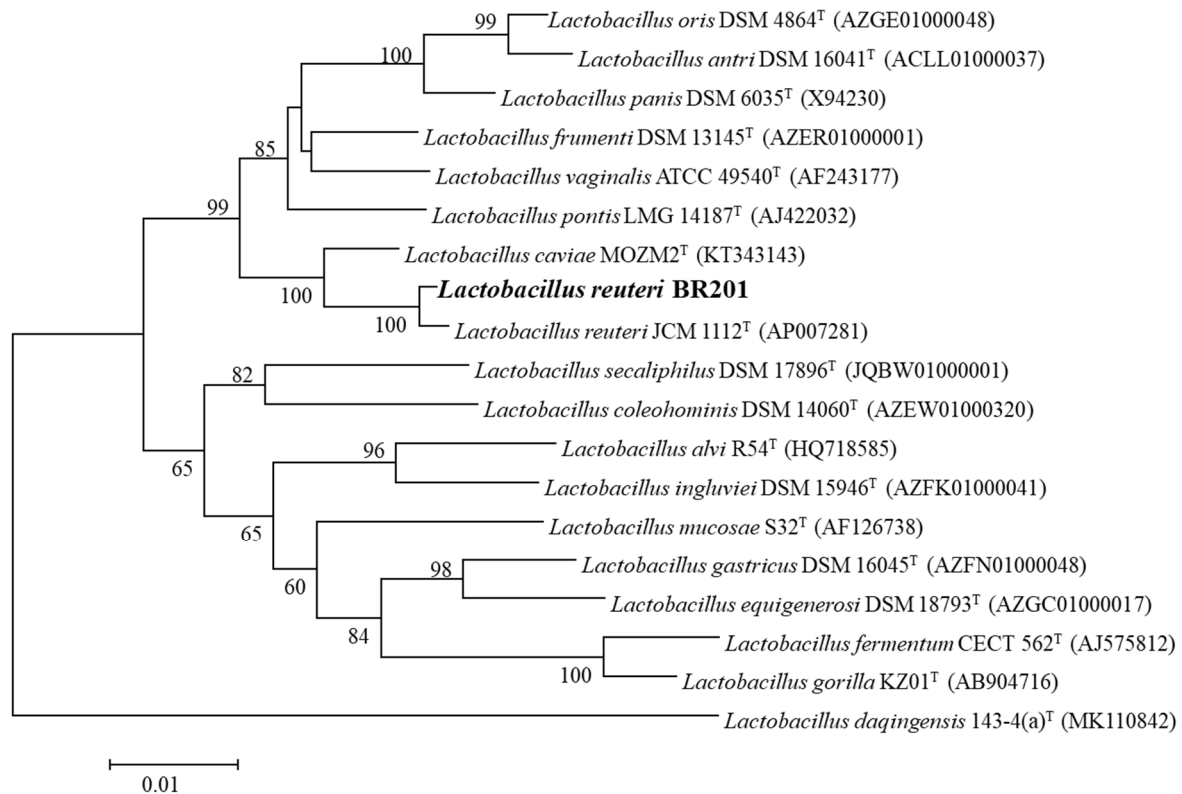 99
Lactobacillus oris DSM 4864ᵀ (AZGE01000048)
100
Lactobacillus antri DSM 16041ᵀ (ACLL01000037)
Lactobacillus panis DSM 6035ᵀ (X94230)
Lactobacillus frumenti DSM 13145ᵀ (AZER01000001)
85
Lactobacillus vaginalis ATCC 49540ᵀ (AF243177)
99
Lactobacillus pontis LMG 14187ᵀ (AJ422032)
Lactobacillus caviae MOZM2ᵀ (KT343143)
100
Lactobacillus reuteri BR201
100
Lactobacillus reuteri JCM 1112ᵀ (AP007281)
82
Lactobacillus secaliphilus DSM 17896ᵀ (JQBW01000001)
Lactobacillus coleohominis DSM 14060ᵀ (AZEW01000320)
96
Lactobacillus alvi R54ᵀ (HQ718585)
65
Lactobacillus ingluviei DSM 15946ᵀ (AZFK01000041)
65
Lactobacillus mucosae S32ᵀ (AF126738)
98
Lactobacillus gastricus DSM 16045ᵀ (AZFN01000048)
60
Lactobacillus equigenerosi DSM 18793ᵀ (AZGC01000017)
84
Lactobacillus fermentum CECT 562ᵀ (AJ575812)
100
Lactobacillus gorilla KZ01ᵀ (AB904716)
Lactobacillus daqingensis 143-4(a)ᵀ (MK110842)
0.01